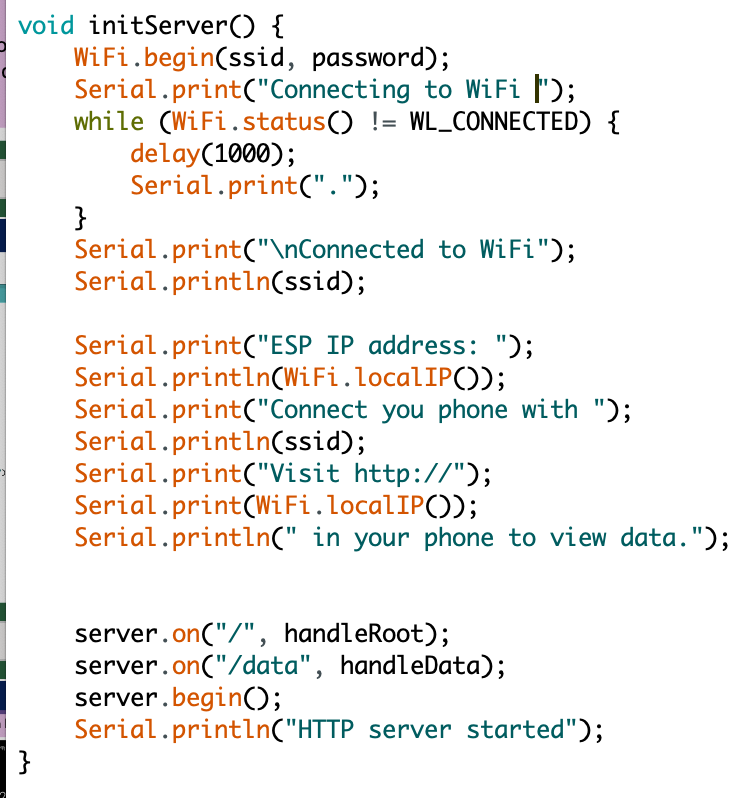 void initServer() {
    WiFi.begin(ssid, password);
    Serial.print("Connecting to WiFi ");
    while (WiFi.status() != WL_CONNECTED) {
        delay(1000);
        Serial.print(".");
    }
    Serial.print("\nConnected to WiFi");
    Serial.println(ssid);

    Serial.print("ESP IP address: ");
    Serial.println(WiFi.localIP());
    Serial.print("Connect you phone with ");
    Serial.println(ssid);
    Serial.print("Visit http://");
    Serial.print(WiFi.localIP());
    Serial.println(" in your phone to view data.");


    server.on("/", handleRoot);
    server.on("/data", handleData);
    server.begin();
    Serial.println("HTTP server started");
}